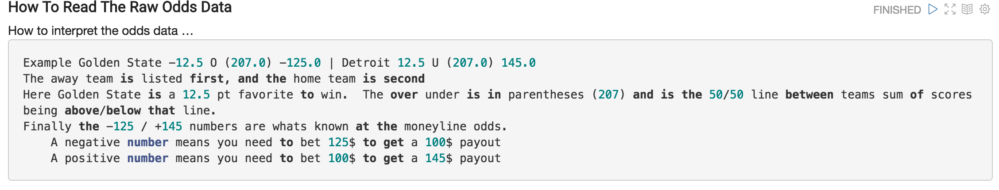 How To Read The Raw Odds Data
FINISHED
How to interpret the odds data ...
Example Golden State -12.5 O (207.0) -125.0 | Detroit 12.5 U (207.0) 145.0
The away team is listed first, and the home team is second
Here Golden State is a 12.5 pt favorite to win.  The over under is in parentheses (207) and is the 50/50 line between teams sum of scores
being above/below that line.
Finally the -125 / +145 numbers are whats known at the moneyline odds.
    A negative number means you need to bet 125$ to get a 100$ payout
    A positive number means you need to bet 100$ to get a 145$ payout